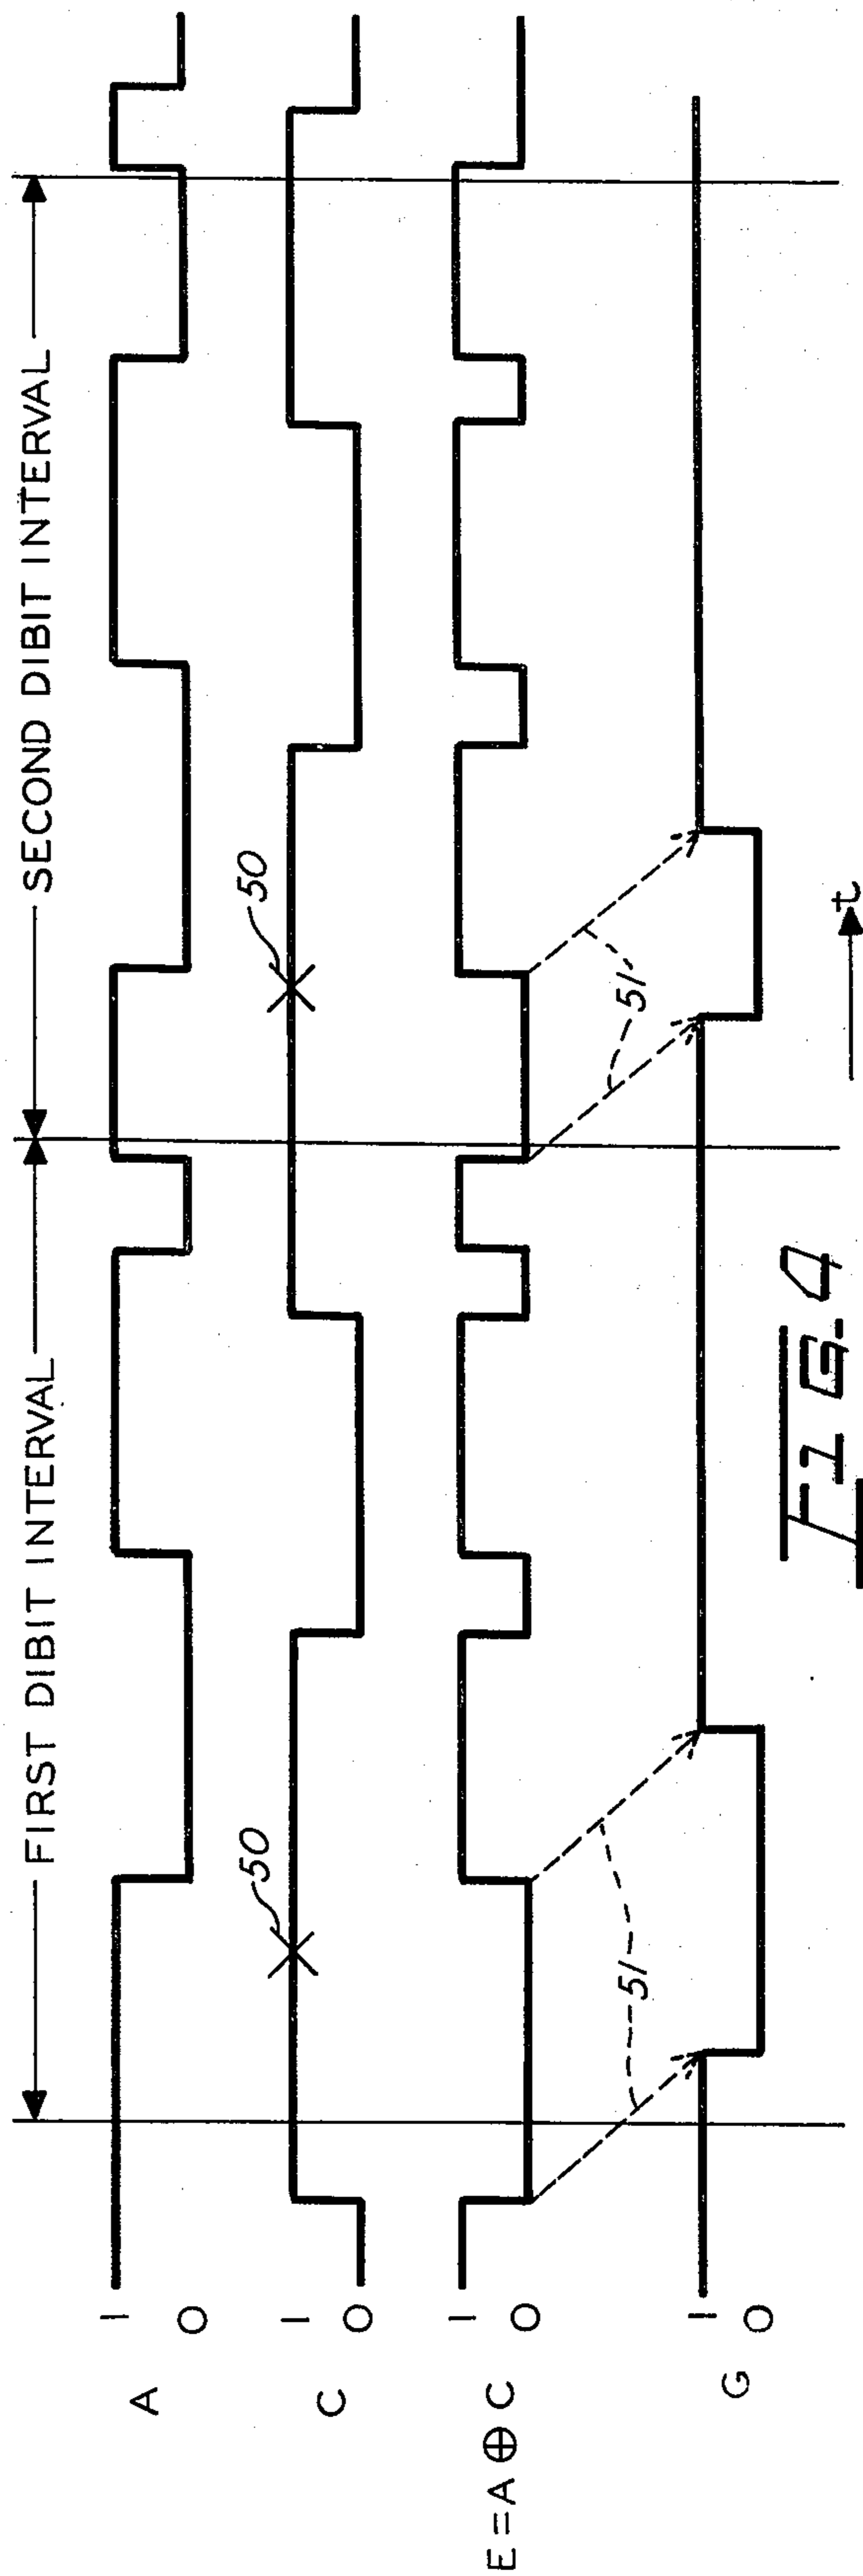 FIRST DIBIT INTERVAL
SECOND DIBIT INTERVAL
A
1
0
C
1
0
50
50
E = A ⊕ C
1
0
51
51
G
1
0
t
FIG.4